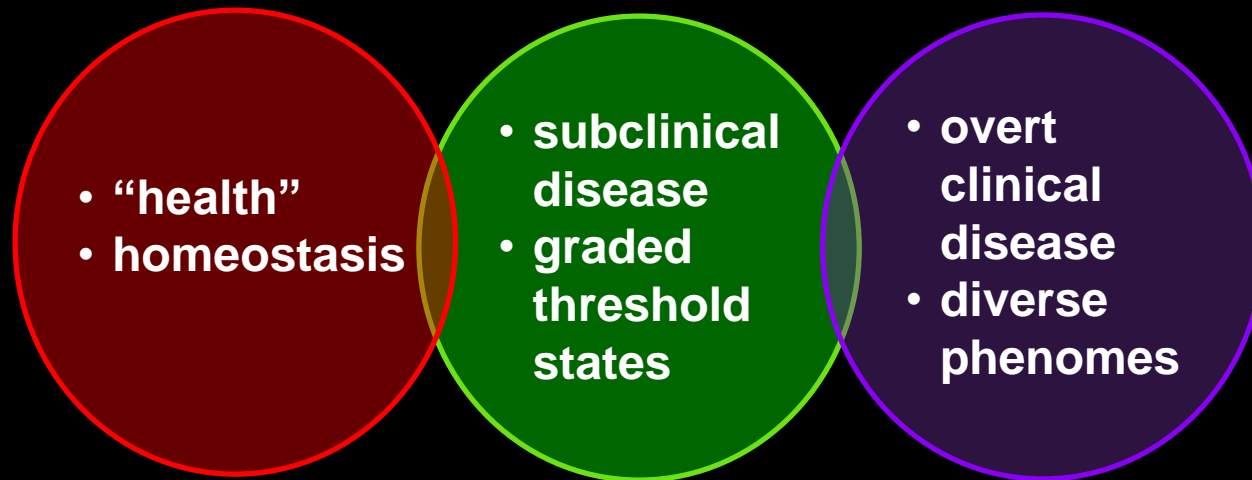 • “health”
• homeostasis
• subclinical
disease
• graded
threshold
states
• overt
clinical
disease
• diverse
phenomes